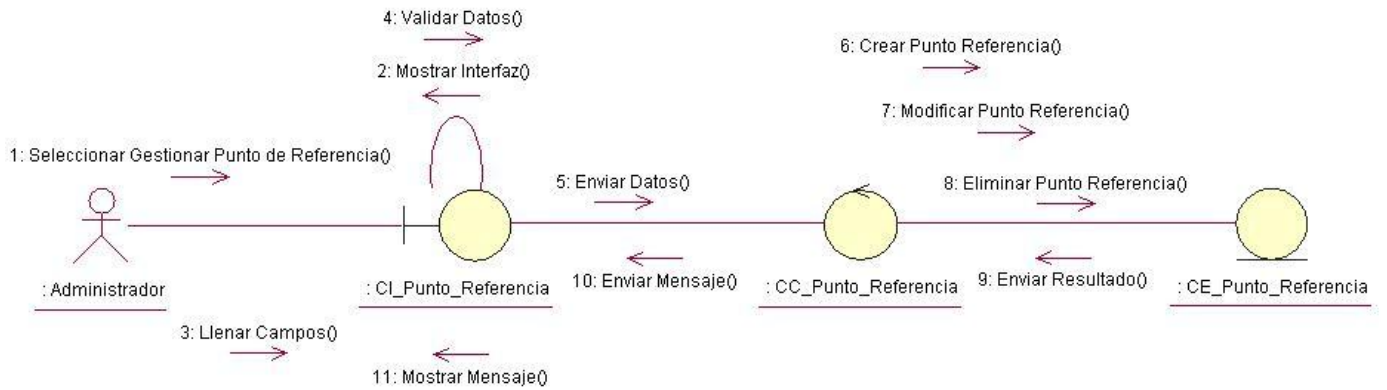 4: Validar Datos()
6: Crear Punto Referencia()
2: Mostrar Interfaz()
7: Modificar Punto Referencia()
1: Seleccionar Gestionar Punto de Referencia()
5: Enviar Datos()
8: Eliminar Punto Referencia()
: Administrador
: CI_Punto_Referencia
10: Enviar Mensaje()
: CC_Punto_Referencia
9: Enviar Resultado()
: CE_Punto_Referencia
3: Llenar Campos()
11: Mostrar Mensaje()